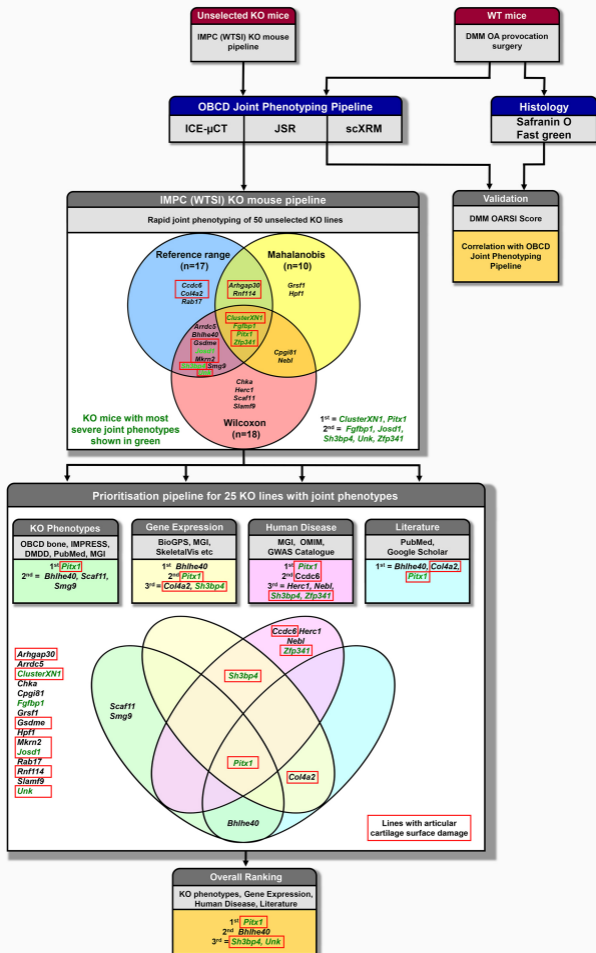 Unselected KO mice
IMPC (WTSI) KO mouse
pipeline
WT mice
DMM OA provocation
surgery
OBCD Joint Phenotyping Pipeline
ICE-µCT
JSR
scXRM
Histology
Safranin O
Fast green
IMPC (WTSI) KO mouse pipeline
Rapid joint phenotyping of 50 unselected KO lines
Reference range
(n=17)
Mahalanobis
(n=10)
Ccdc6
Col4a2
Rab17
Arhgap30
Rnf114
Grsf1
Hpf1
ClusterXN1
Fgfbp1
Pitx1
Zfp341
Arrdc5
Bhlhe40
Gsdme
Mkrn2
Smg9
Cpgi81
Nebl
Chka
Herc1
Scaf11
Slamf9
Wilcoxon
(n=18)
KO mice with most
severe joint phenotypes
shown in green
1st = ClusterXN1, Pitx1
2nd = Fgfbp1, Josd1,
Sh3bp4, Unk, Zfp341
Validation
DMM OARSI Score
Correlation with OBCD
Joint Phenotyping
Pipeline
Prioritisation pipeline for 25 KO lines with joint phenotypes
KO Phenotypes
OBCD bone, IMPRESS,
DMDD, PubMed, MGI
1st Pitx1
2nd = Bhlhe40, Scaf11,
Smg9
Gene Expression
BioGPS, MGI,
SkeletalVis etc
1st Bhlhe40
2nd Pitx1
3rd = Col4a2, Sh3bp4
Human Disease
MGI, OMIM,
GWAS Catalogue
1st Pitx1
2nd Ccdc6
3rd = Herc1, Nebl,
Sh3bp4, Zfp341
Literature
PubMed,
Google Scholar
1st = Bhlhe40, Col4a2,
Pitx1
Arhgap30
Arrdc5
ClusterXN1
Chka
Cpgi81
Fgfbp1
Grsf1
Gsdme
Hpf1
Mkrn2
Josd1
Rab17
Rnf114
Slamf9
Unk
Scaf11
Smg9
Ccdc6 Herc1
Nebl
Zfp341
Sh3bp4
Pitx1
Col4a2
Bhlhe40
Lines with articular
cartilage surface damage
Overall Ranking
KO phenotypes, Gene Expression,
Human Disease, Literature
1st Pitx1
2nd Bhlhe40
3rd = Sh3bp4, Unk